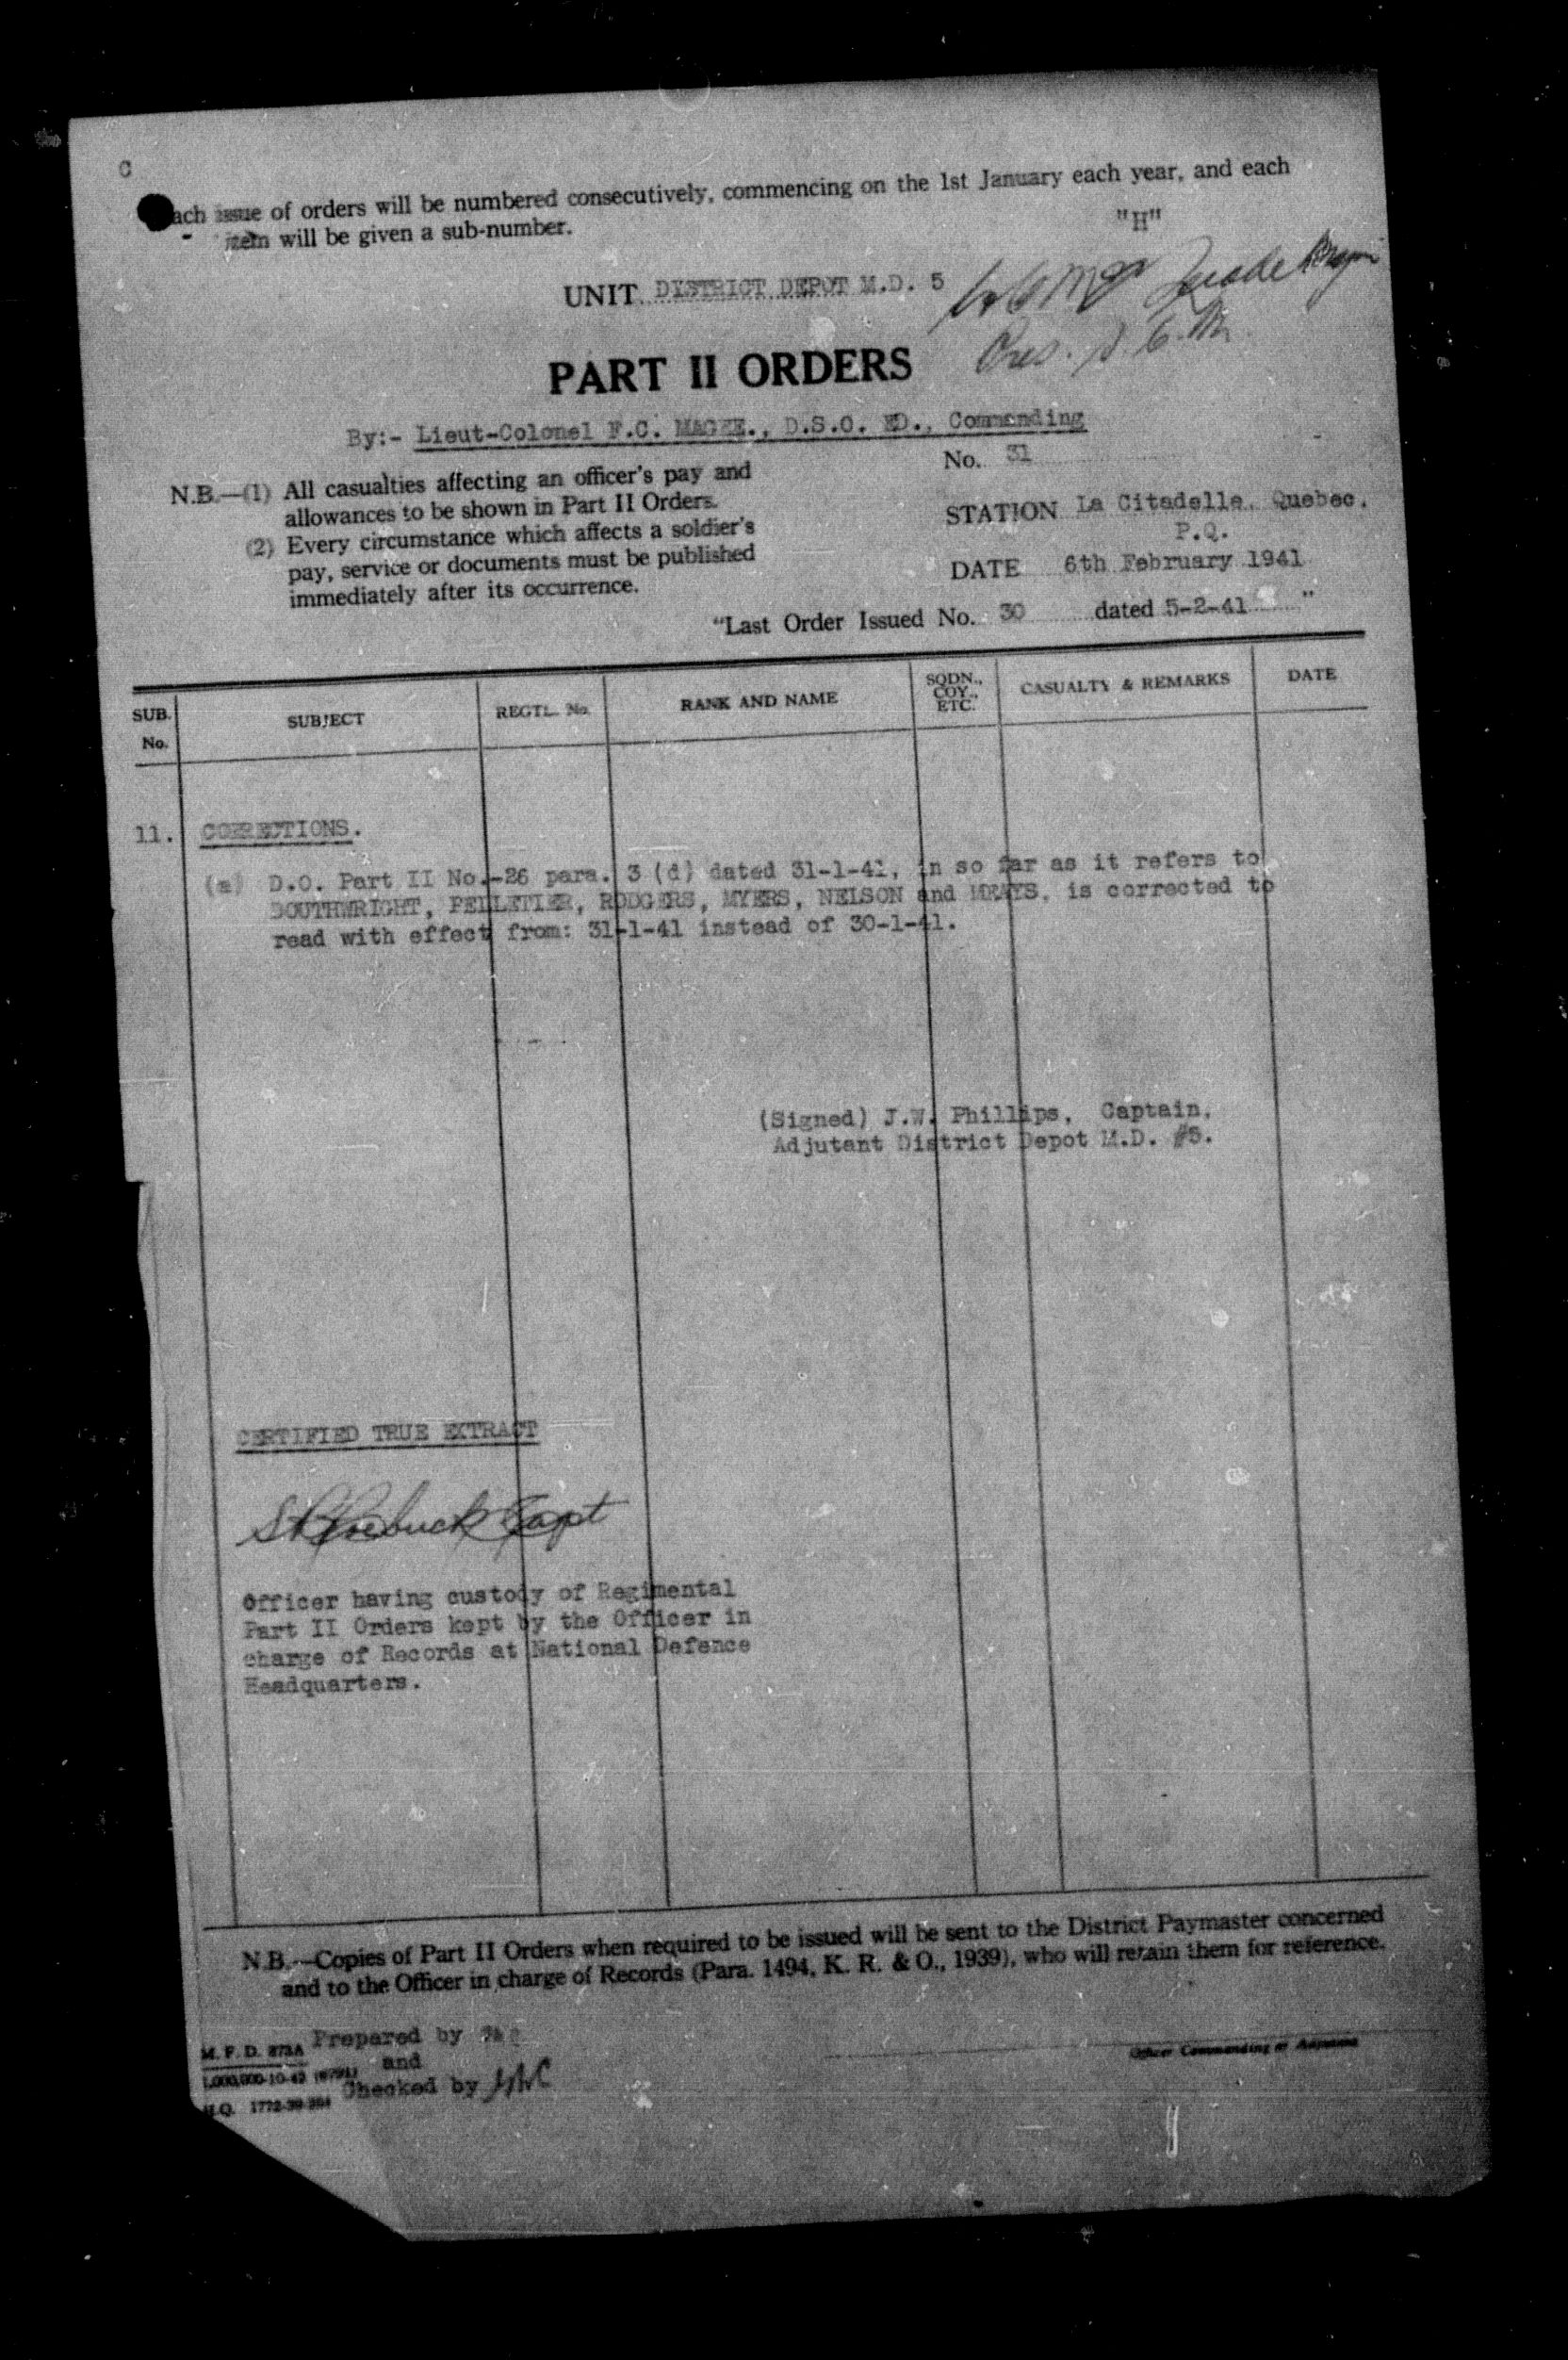 C
ach issue of orders will be numbered consecutively, commencing on the 1st January each year, and each
item will be given a sub-number.
"H"
UNIT DISTRICT DEPOT M.D. 5
PART II ORDERS
By:- Lieut-Colonel F.C. MAGEE., D.S.O. ED., Commanding
No. 31
N.B.—(1) All casualties affecting an officer's pay and
allowances to be shown in Part II Orders.
(2) Every circumstance which affects a soldier's
pay, service or documents must be published
immediately after its occurrence.
STATION La Citadelle, Quebec.
P.Q.
DATE 6th February 1941
"Last Order Issued No. 30 dated 5-2-41 "
SUB. No.
SUBJECT
REGTL. No.
RANK AND NAME
SQDN., COY., ETC.
CASUALTY & REMARKS
DATE
11. CORRECTIONS.
(a) D.O. Part II No.-26 para. 3 (d) dated 31-1-41, in so far as it refers to
PELLETIER, RODGERS, MYERS, NELSON and is corrected to
read with effect from: 31-1-41 instead of 30-1-41.
(Signed) J.W. Phillips, Captain,
Adjutant District Depot M.D. #5.
CERTIFIED TRUE EXTRACT
Capt
Officer having custody of Regimental
Part II Orders kept by the Officer in
charge of Records at National Defence
Headquarters.
N.B.—Copies of Part II Orders when required to be issued will be sent to the District Paymaster concerned
and to the Officer in charge of Records (Para. 1494, K. R. & O., 1939), who will retain them for reference.
M. F. D. 873A
Prepared by
and
Checked by
Officer Commanding or Adjutant
H.Q. 1772-39-